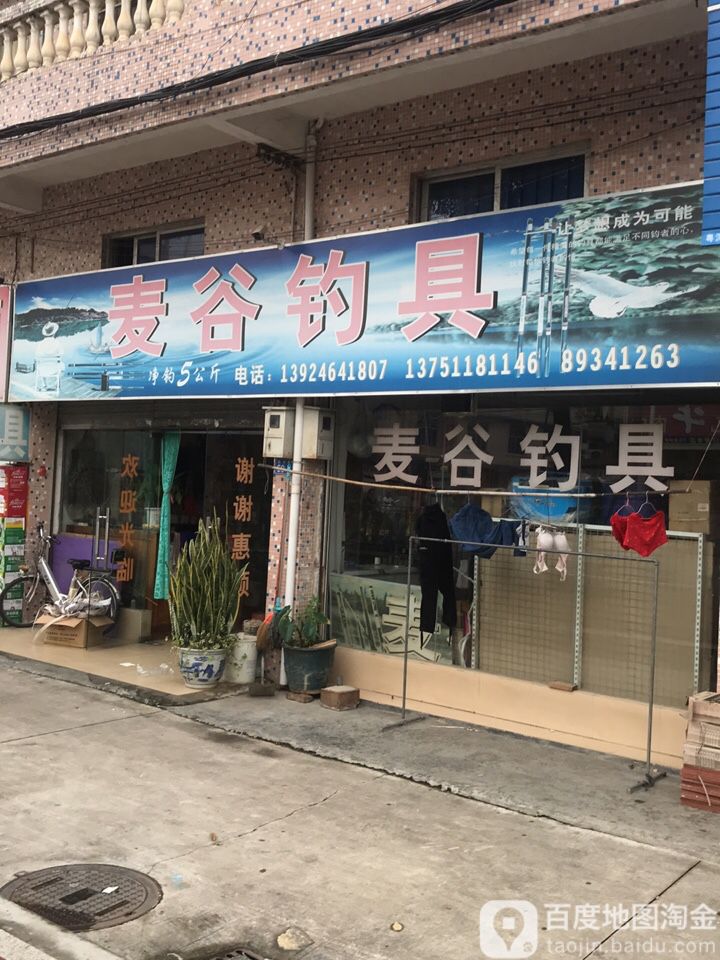 让梦想成为可能
麦谷钓具
净钓5公斤 电话：13924641807 13751181146 89341263
麦谷钓具
欢迎光临
谢谢惠顾
具
麦
百度地图淘金
taojin.baidu.com